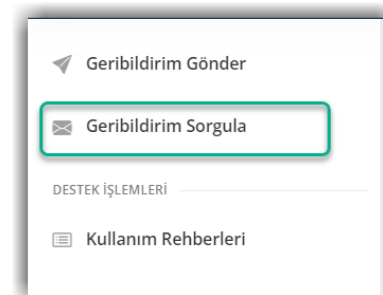 Geribildirim Gönder
Geribildirim Sorgula
DESTEK İŞLEMLERİ
Kullanım Rehberleri